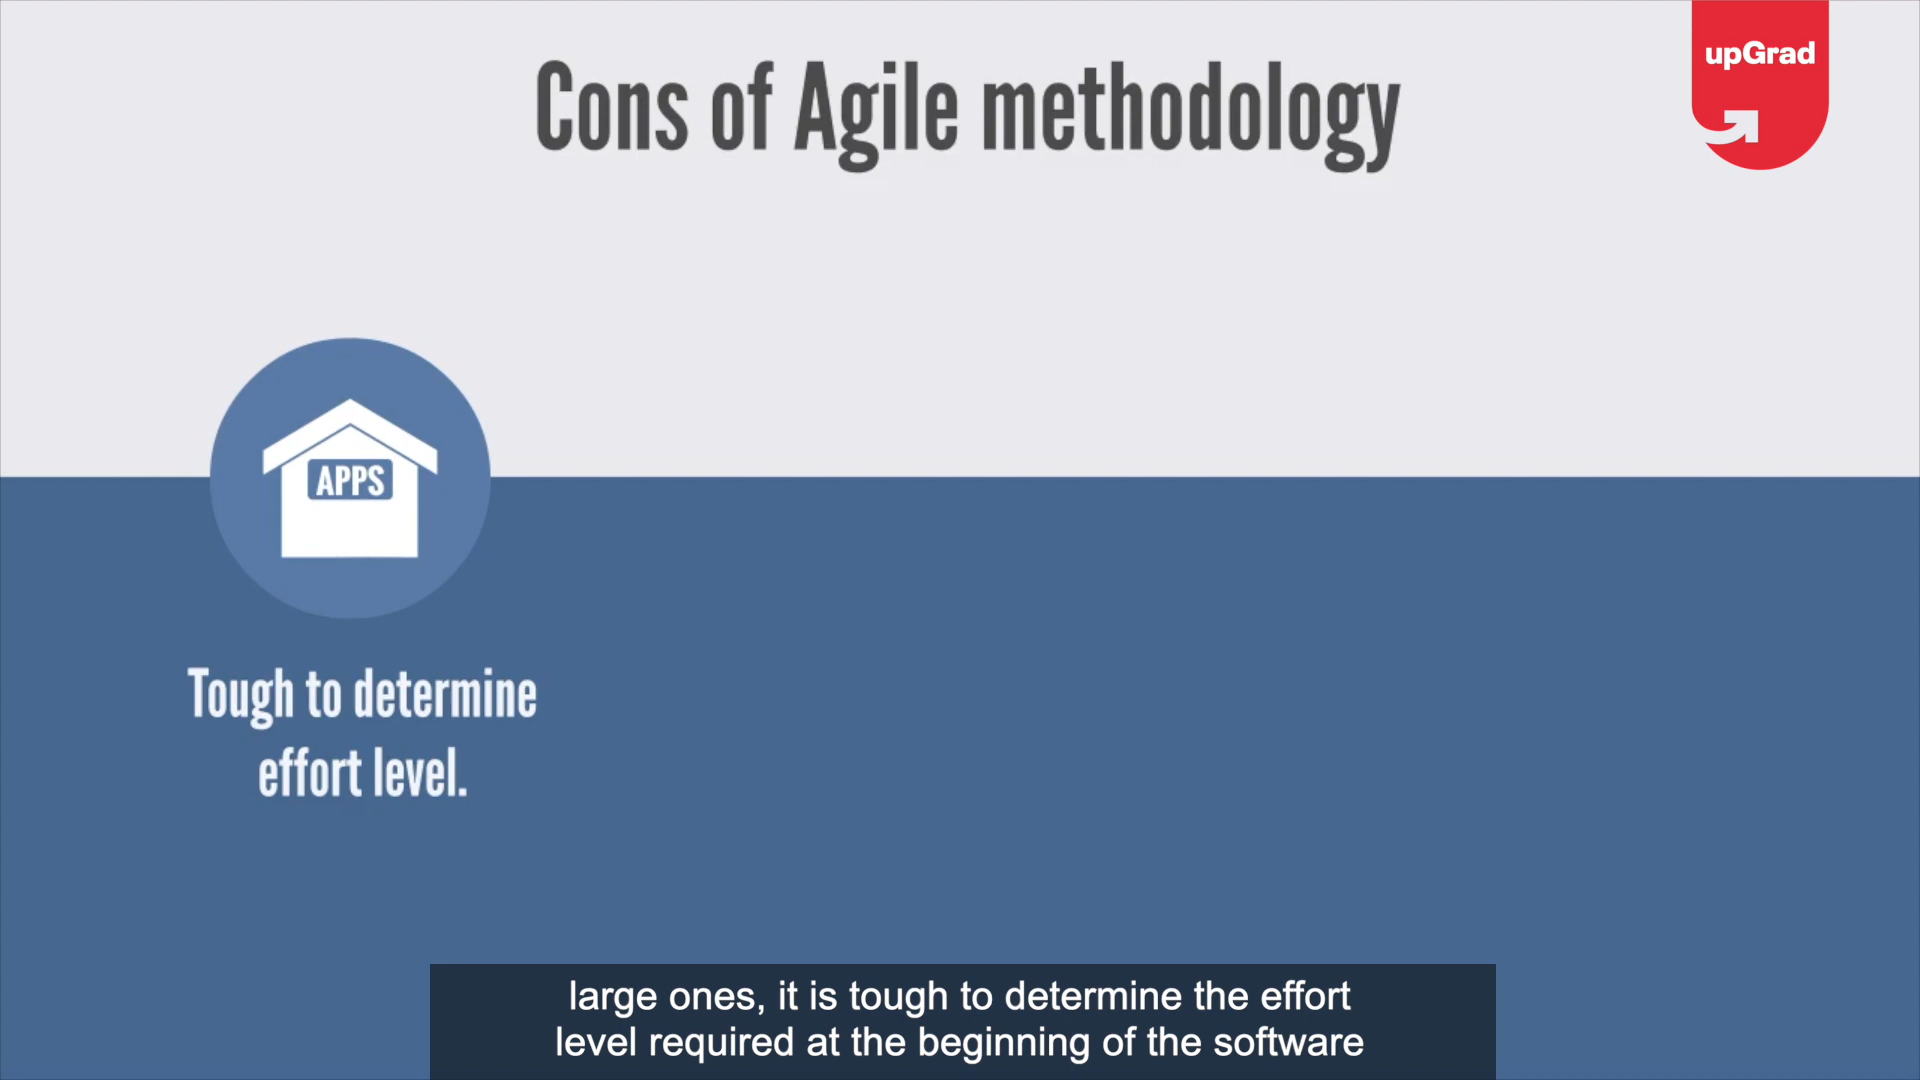 Cons of Agile methodology
upGrad
APPS
Tough to determine
effort level.
large ones, it is tough to determine the effort
level required at the beginning of the software